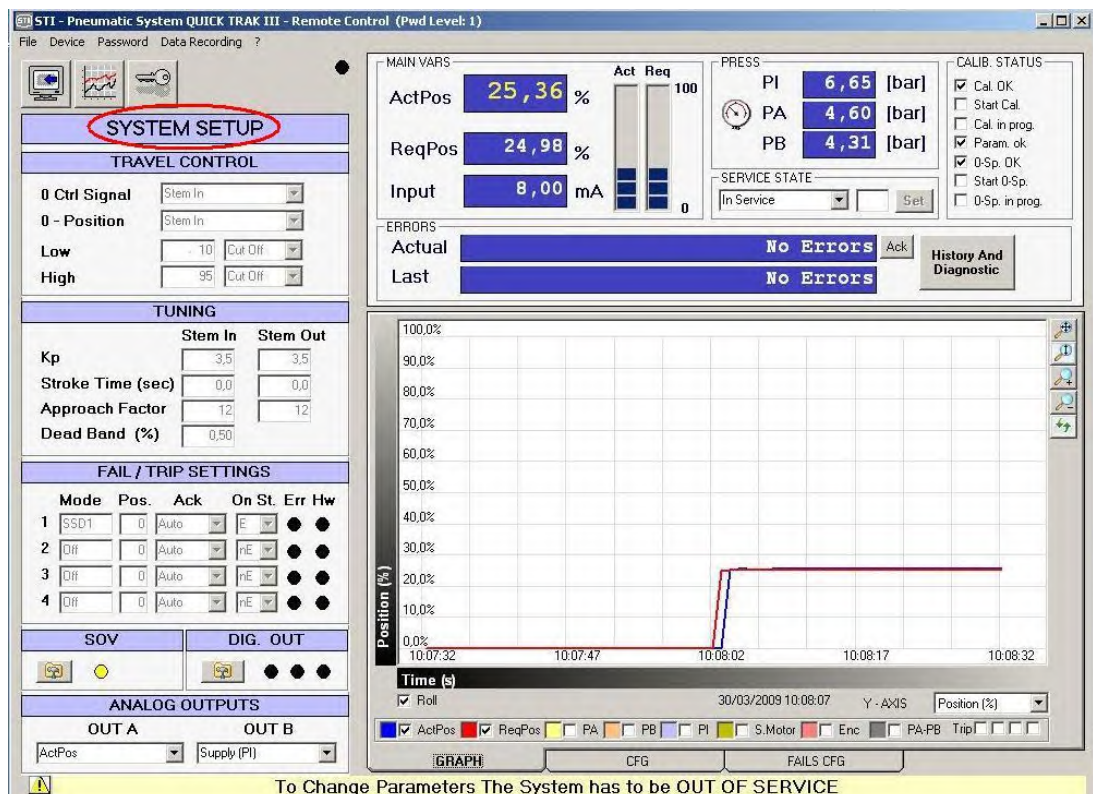 STI - Pneumatic System QUICK TRAK III - Remote Control (Pwd Level: 1)
File Device Password Data Recording ?
SYSTEM SETUP
TRAVEL CONTROL
0 Ctrl Signal Stem In
0 - Position Stem In
Low - 10 Cut Off
High 95 Cut Off
TUNING
Stem In Stem Out
Kp 3,5 3,5
Stroke Time (sec) 0,0 0,0
Approach Factor 12 12
Dead Band (%) 0,50
FAIL / TRIP SETTINGS
Mode Pos. Ack On St. Err Hw
1 SSD1 0 Auto E
2 Off 0 Auto nE
3 Off 0 Auto nE
4 Off 0 Auto nE
SOV DIG. OUT
ANALOG OUTPUTS
OUT A OUT B
ActPos Supply (PI)
MAIN VARS
Act Req
ActPos 25,36 % 100
ReqPos 24,98 %
Input 8,00 mA 0
PRESS
PI 6,65 [bar]
PA 4,60 [bar]
PB 4,31 [bar]
SERVICE STATE
In Service Set
CALIB. STATUS
Cal. OK
Start Cal.
Cal. in prog.
Param. ok
0-Sp. OK
Start 0-Sp.
0-Sp. in prog.
ERRORS
Actual No Errors Ack
Last No Errors
History And
Diagnostic
100,0%
90,0%
80,0%
70,0%
60,0%
50,0%
40,0%
30,0%
20,0%
10,0%
0,0%
Position (%)
10:07:32 10:07:47 10:08:02 10:08:17 10:08:32
Time (s)
Roll 30/03/2009 10:08:07 Y - AXIS Position (%)
ActPos ReqPos PA PB PI S.Motor Enc PA-PB Trip
GRAPH CFG FAILS CFG
To Change Parameters The System has to be OUT OF SERVICE